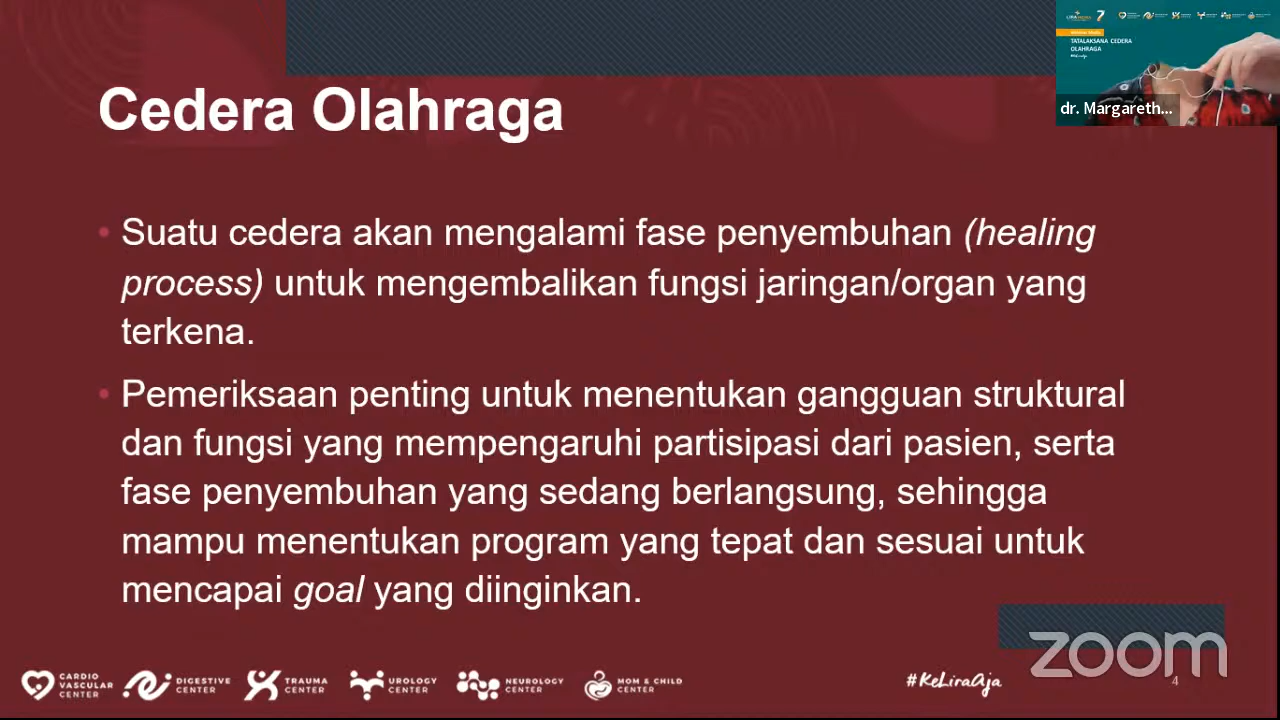 Cedera Olahraga
• Suatu cedera akan mengalami fase penyembuhan (healing
process) untuk mengembalikan fungsi jaringan/organ yang
terkena.
• Pemeriksaan penting untuk menentukan gangguan struktural
dan fungsi yang mempengaruhi partisipasi dari pasien, serta
fase penyembuhan yang sedang berlangsung, sehingga
mampu menentukan program yang tepat dan sesuai untuk
mencapai goal yang diinginkan.
TATALAKSANA CEDERA
OLAHRAGA
dr. Margareth...
CARDIO
VASCULAR
CENTER
DIGESTIVE
CENTER
TRAUMA
CENTER
UROLOGY
CENTER
NEUROLOGY
CENTER
MOM & CHILD
CENTER
#KeLiraAja
zoom
4